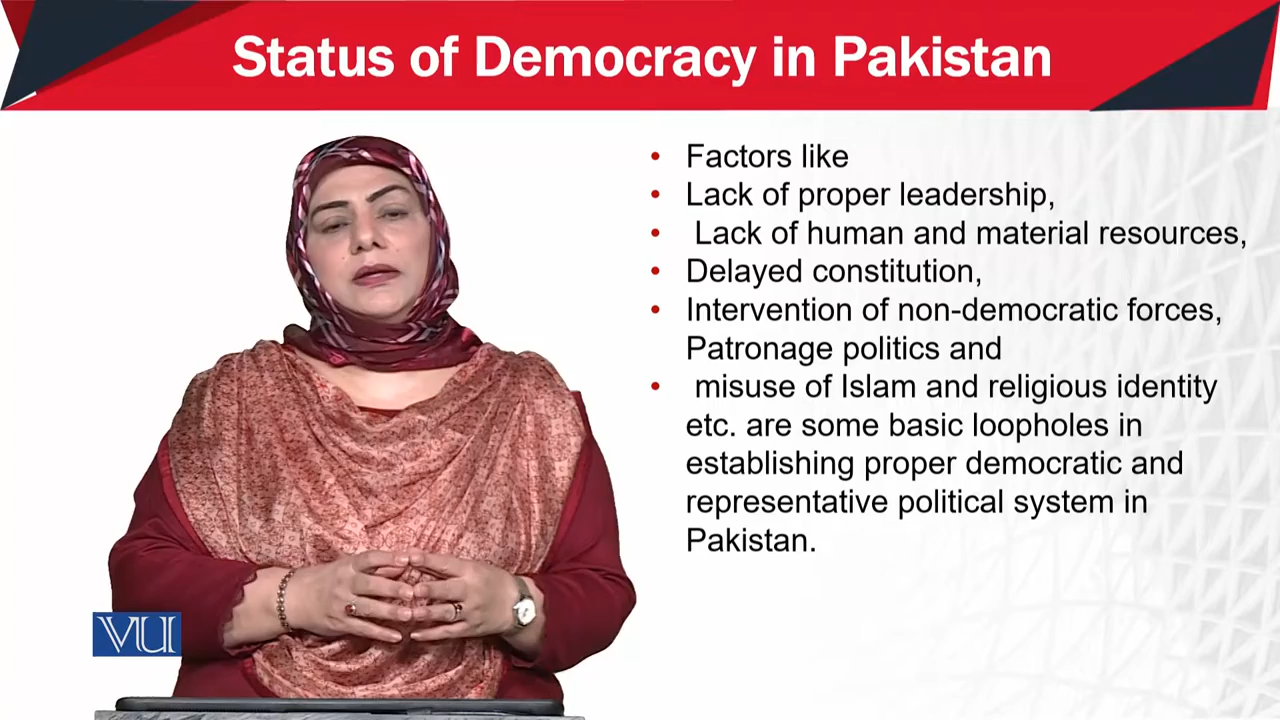 Status of Democracy in Pakistan
• Factors like
• Lack of proper leadership,
• Lack of human and material resources,
• Delayed constitution,
• Intervention of non-democratic forces,
Patronage politics and
• misuse of Islam and religious identity
etc. are some basic loopholes in
establishing proper democratic and
representative political system in
Pakistan.
VU